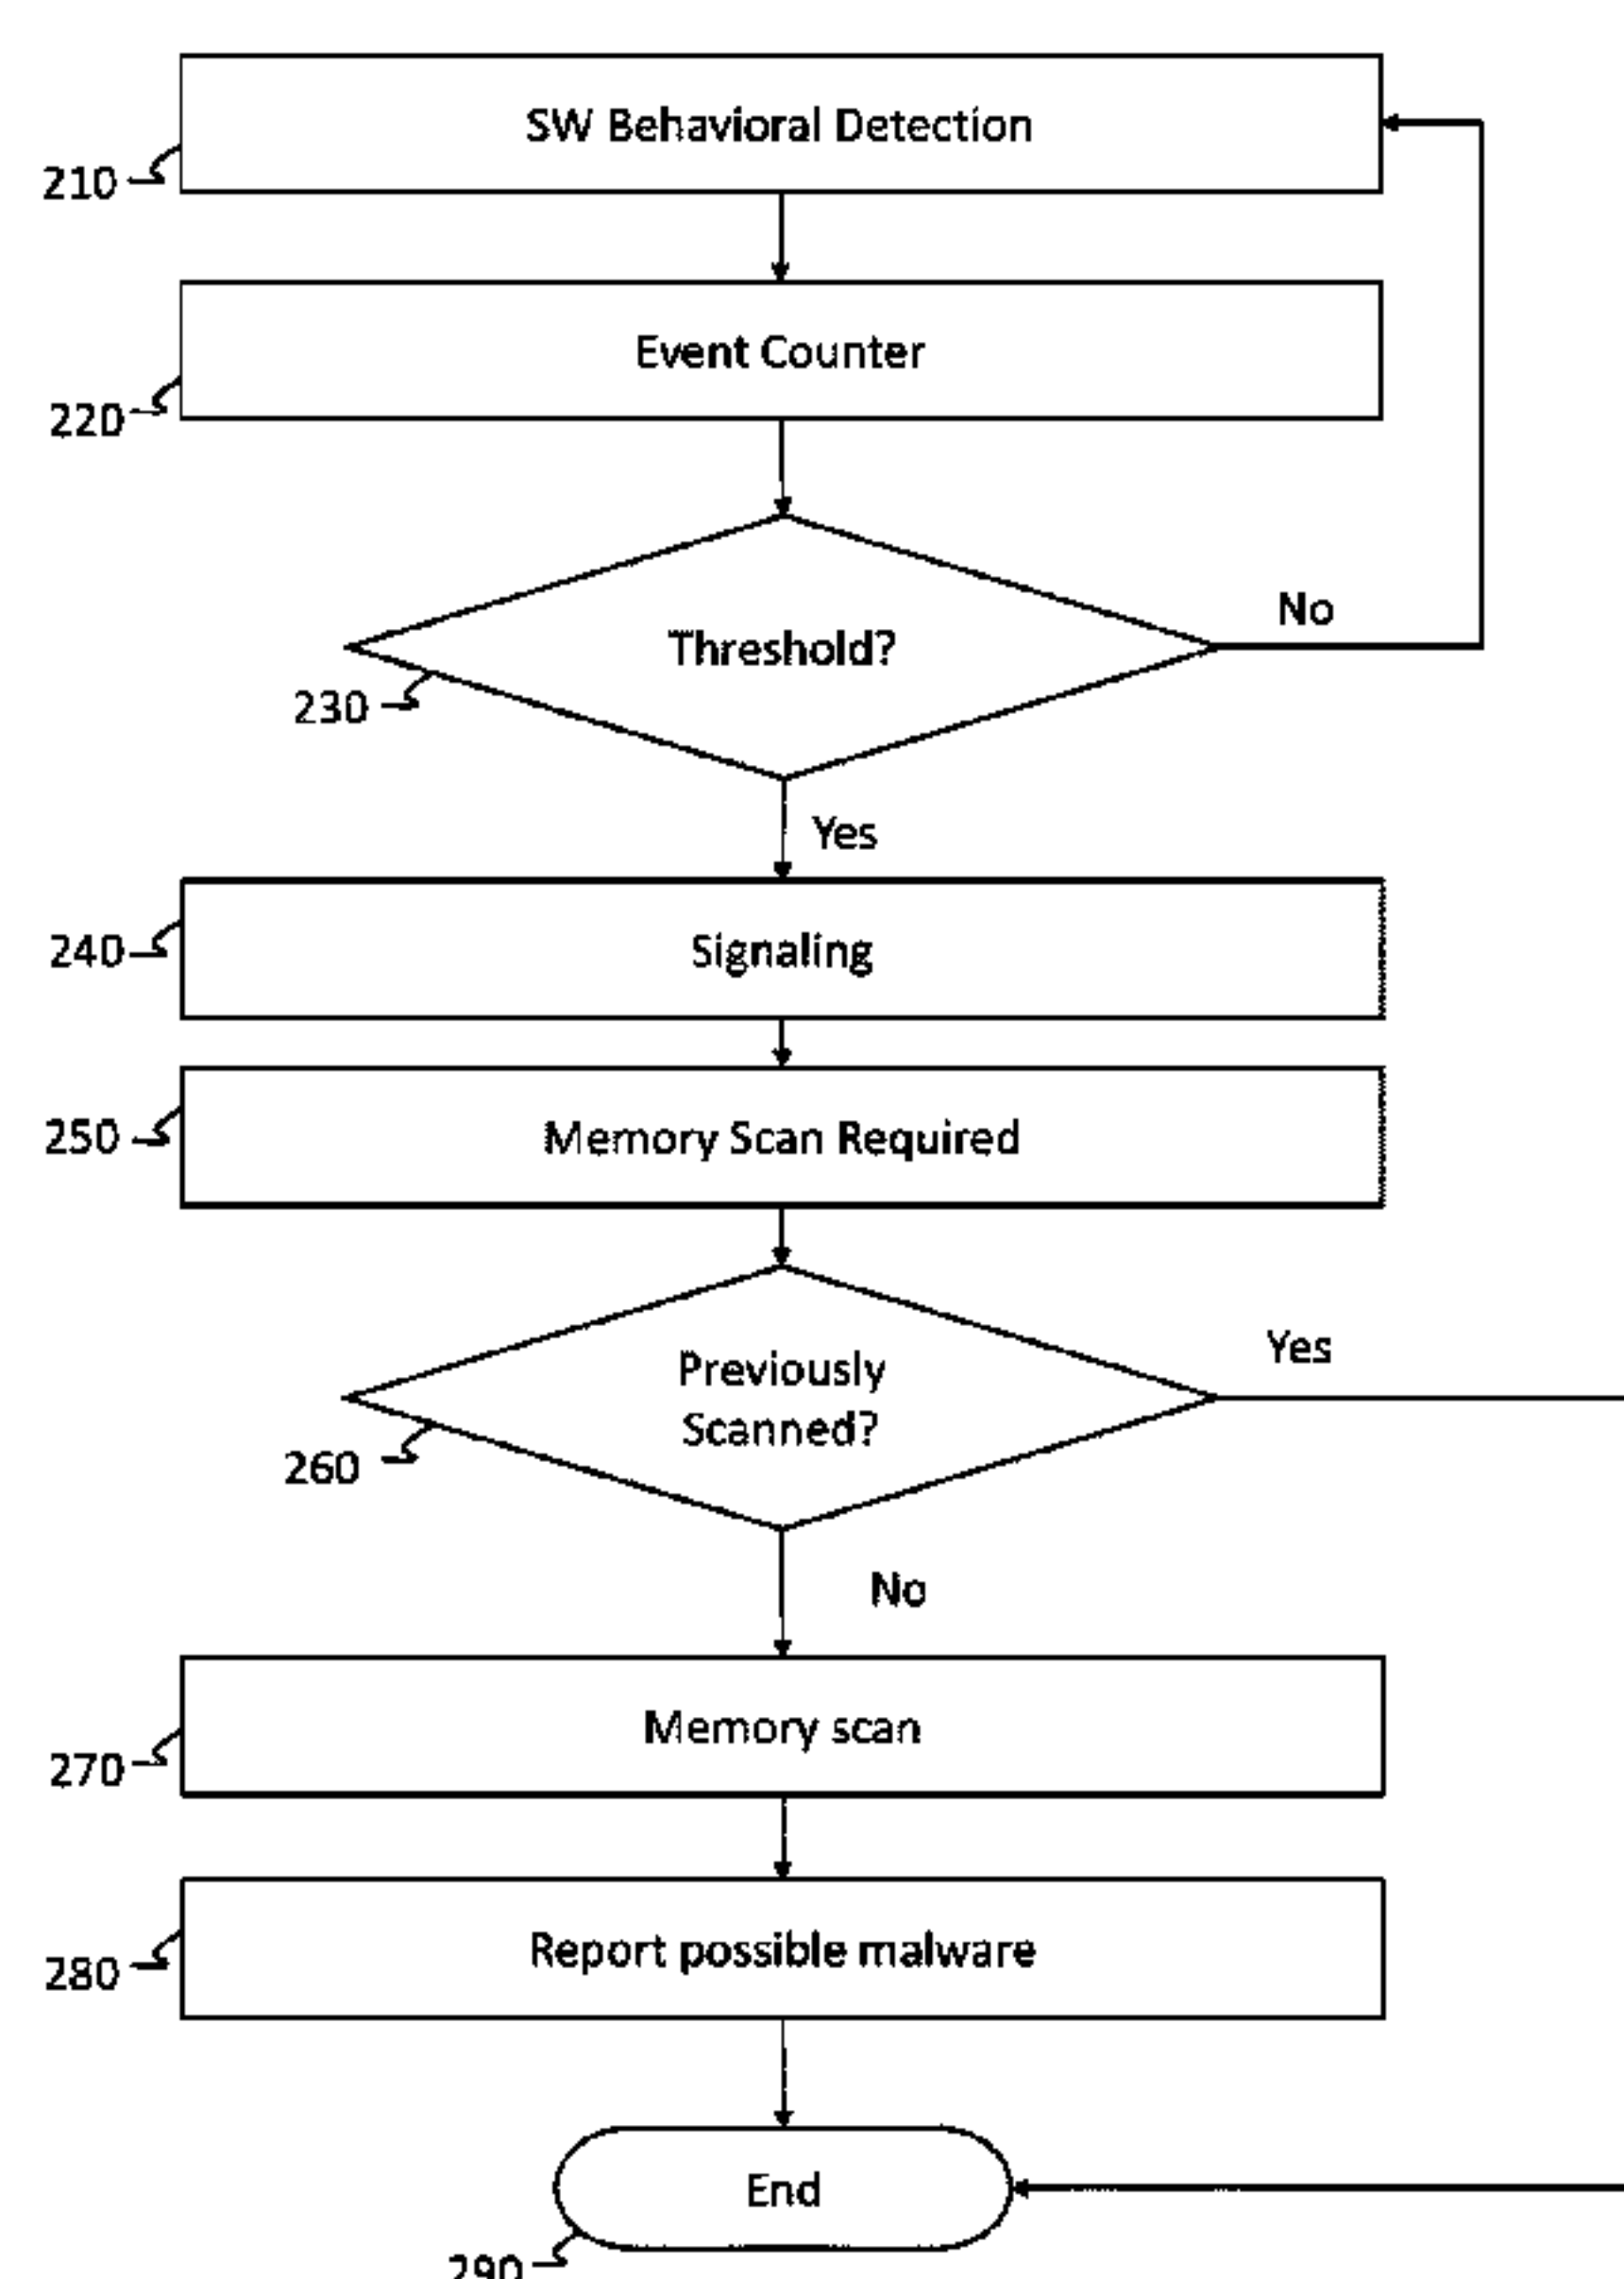 SW Behavioral Detection
210
Event Counter
220
No
Threshold?
230
Yes
Signaling
240
Memory Scan Required
250
Yes
Previously
Scanned?
260
No
Memory scan
270
Report possible malware
280
End
290